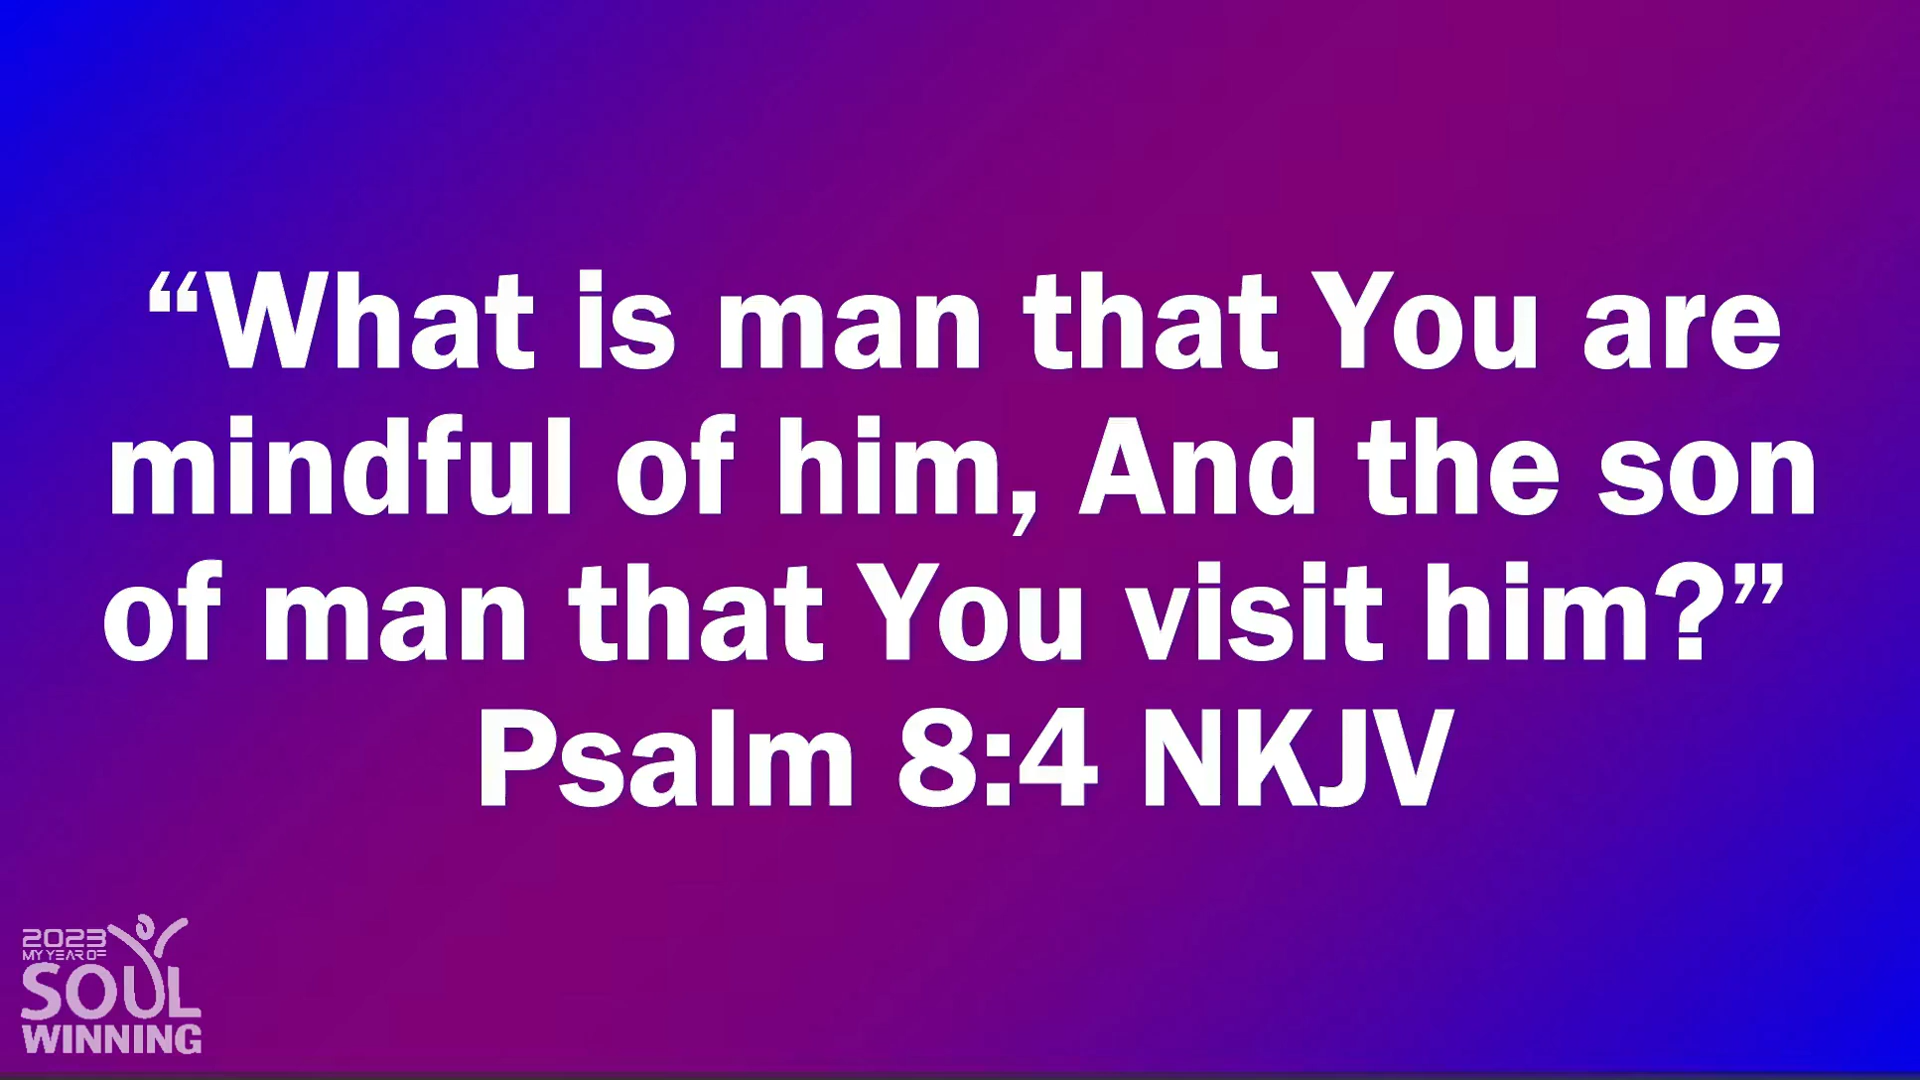 “What is man that You are
mindful of him, And the son
of man that You visit him?”
Psalm 8:4 NKJV
2023
MY YEAR OF
SOUL
WINNING